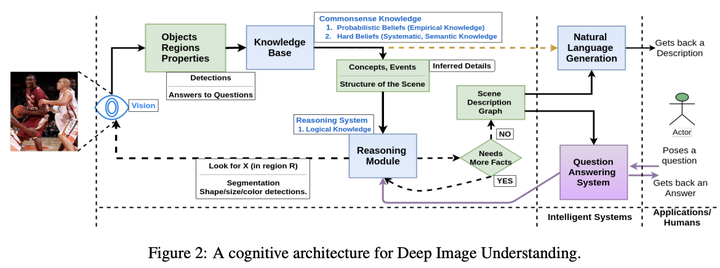 Commonsense Knowledge
1. Probabilistic Beliefs (Empirical Knowledge)
2. Hard Beliefs (Systematic, Semantic Knowledge
Objects
Regions
Properties
Knowledge
Base
Natural
Language
Generation
Gets back a
Description
Detections
Answers to Questions
Concepts, Events
Structure of the Scene
Inferred Details
Vision
Scene
Description
Graph
Actor
Reasoning System
1. Logical Knowledge
NO
Reasoning
Module
Needs
More Facts
YES
Look for X (in region R)
Segmentation
Shape/size/color detections.
Question
Answering
System
Poses a
question
Gets back an
Answer
Intelligent Systems
Applications/
Humans
Figure 2: A cognitive architecture for Deep Image Understanding.